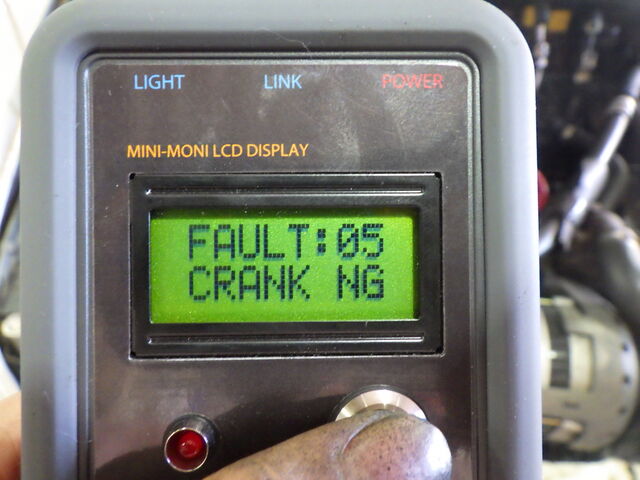 LIGHT LINK POWER
MINI-MONI LCD DISPLAY
FAULT:05
CRANK NG